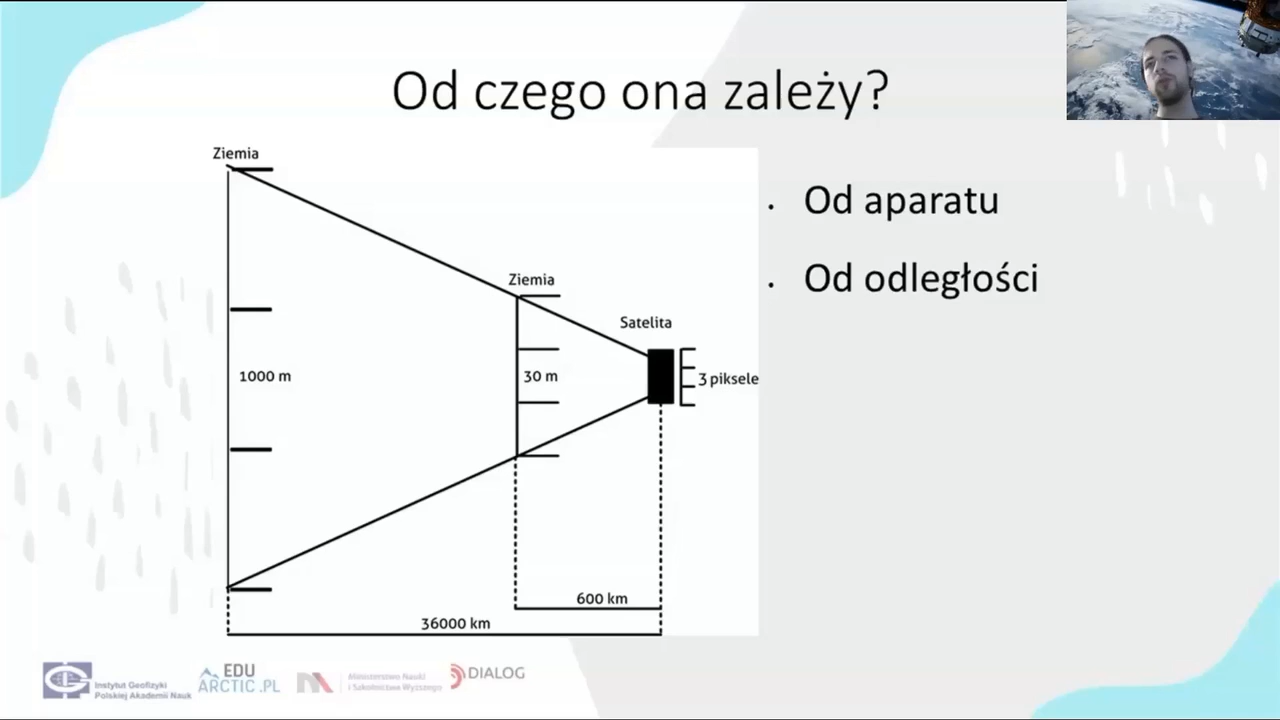 Od czego ona zależy?
Ziemia
Ziemia
Satelita
1000 m
30 m
3 piksele
600 km
36000 km
· Od aparatu
· Od odległości
Instytut Geofizyki
Polskiej Akademii Nauk
EDU
ARCTIC.PL
Ministerstwo Nauki
i Szkolnictwa Wyższego
DIALOG